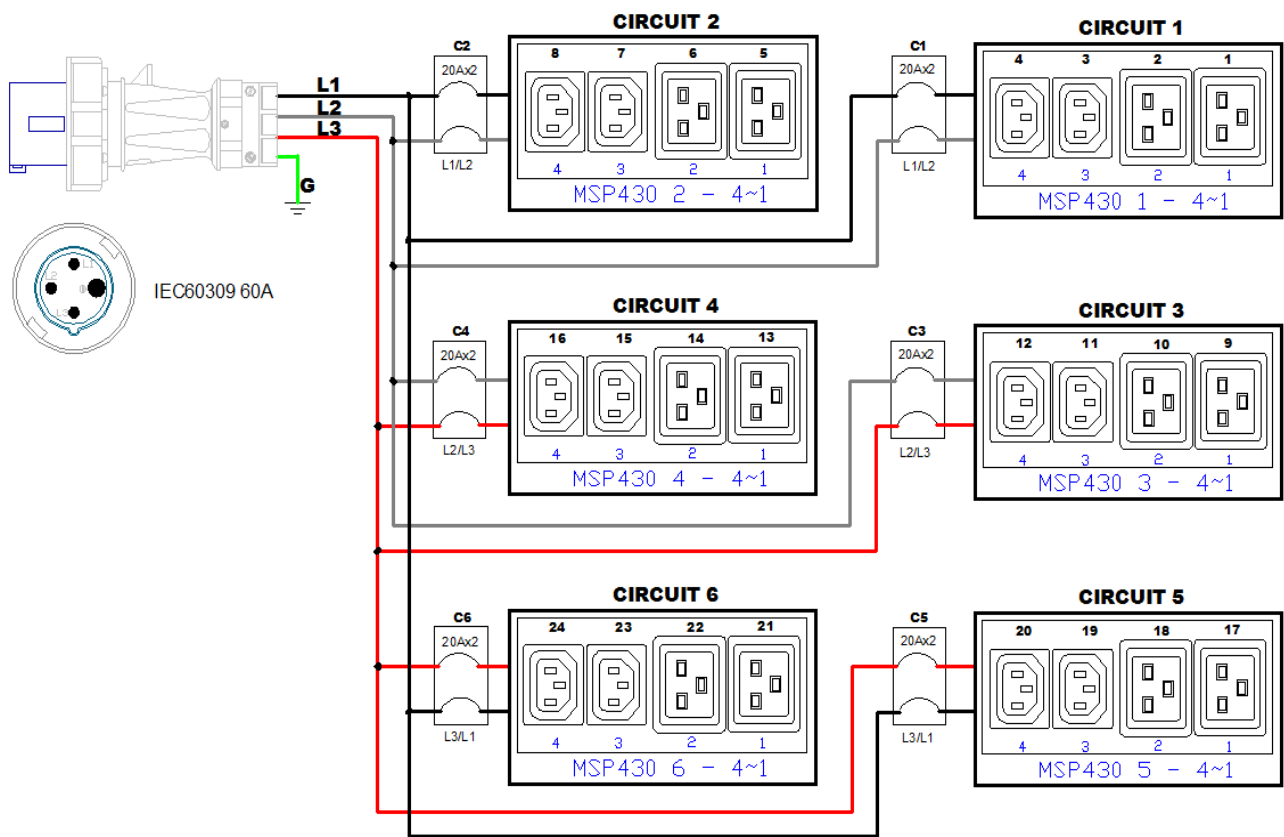 CIRCUIT 2
CIRCUIT 1
C2
20Ax2
L1/L2
8 7 6 5
4 3 2 1
MSP430 2 - 4~1
C1
20Ax2
L1/L2
4 3 2 1
4 3 2 1
MSP430 1 - 4~1
L1
L2
L3
G
L1
L2
L3
IEC60309 60A
CIRCUIT 4
CIRCUIT 3
C4
20Ax2
L2/L3
16 15 14 13
4 3 2 1
MSP430 4 - 4~1
C3
20Ax2
L2/L3
12 11 10 9
4 3 2 1
MSP430 3 - 4~1
CIRCUIT 6
CIRCUIT 5
C6
20Ax2
L3/L1
24 23 22 21
4 3 2 1
MSP430 6 - 4~1
C5
20Ax2
L3/L1
20 19 18 17
4 3 2 1
MSP430 5 - 4~1